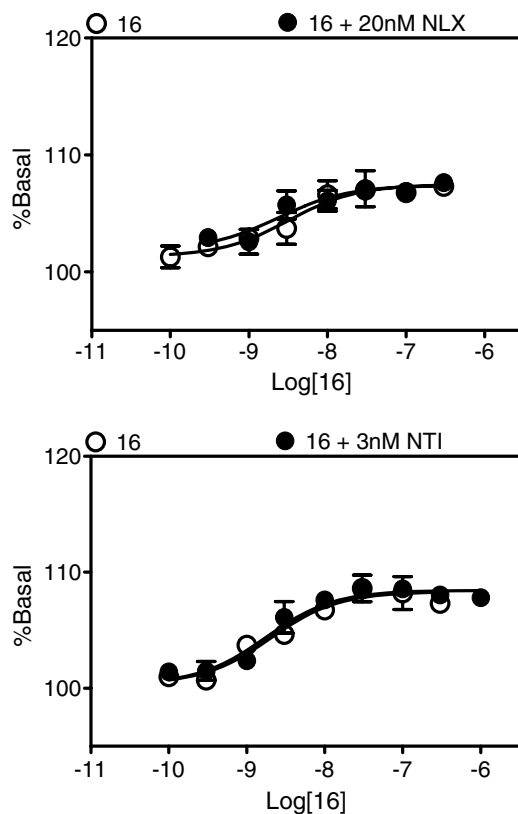 16 16 + 20nM NLX
120
110
100
%Basal
-11 -10 -9 -8 -7 -6
Log[16]
16 16 + 3nM NTI
120
110
100
%Basal
-11 -10 -9 -8 -7 -6
Log[16]